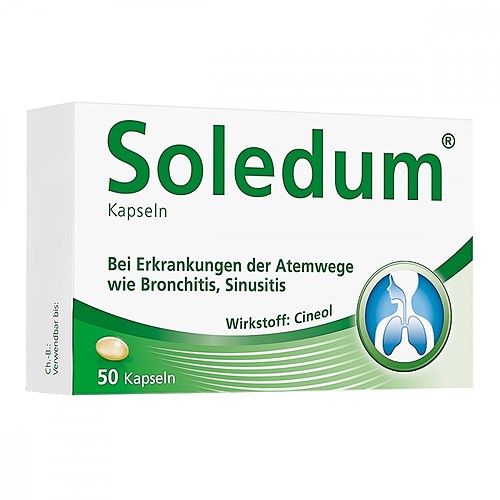 Soledum®
Kapseln
Bei Erkrankungen der Atemwege
wie Bronchitis, Sinusitis
Wirkstoff: Cineol
50 Kapseln
Ch.-B.:
Verwendbar bis: